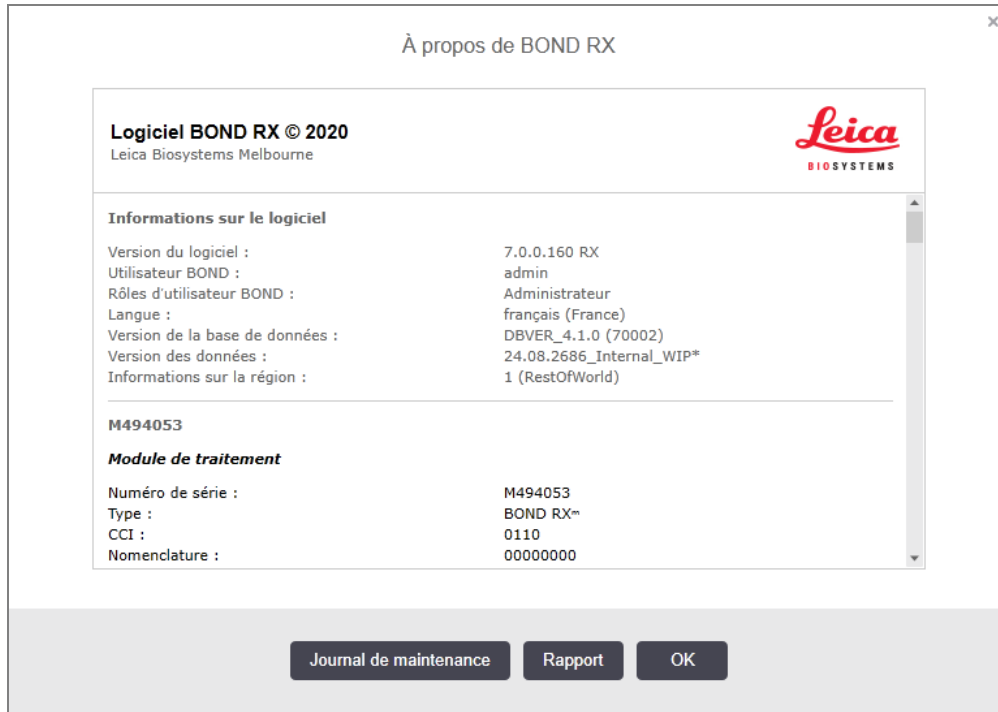 ×
À propos de BOND RX
Logiciel BOND RX © 2020
Leica Biosystems Melbourne
Leica
BIOSYSTEMS
Informations sur le logiciel
Version du logiciel : 7.0.0.160 RX
Utilisateur BOND : admin
Rôles d'utilisateur BOND : Administrateur
Langue : français (France)
Version de la base de données : DBVER_4.1.0 (70002)
Version des données : 24.08.2686_Internal_WIP*
Informations sur la région : 1 (RestOfWorld)
M494053
Module de traitement
Numéro de série : M494053
Type : BOND RXᵐ
CCI : 0110
Nomenclature : 00000000
Journal de maintenance Rapport OK